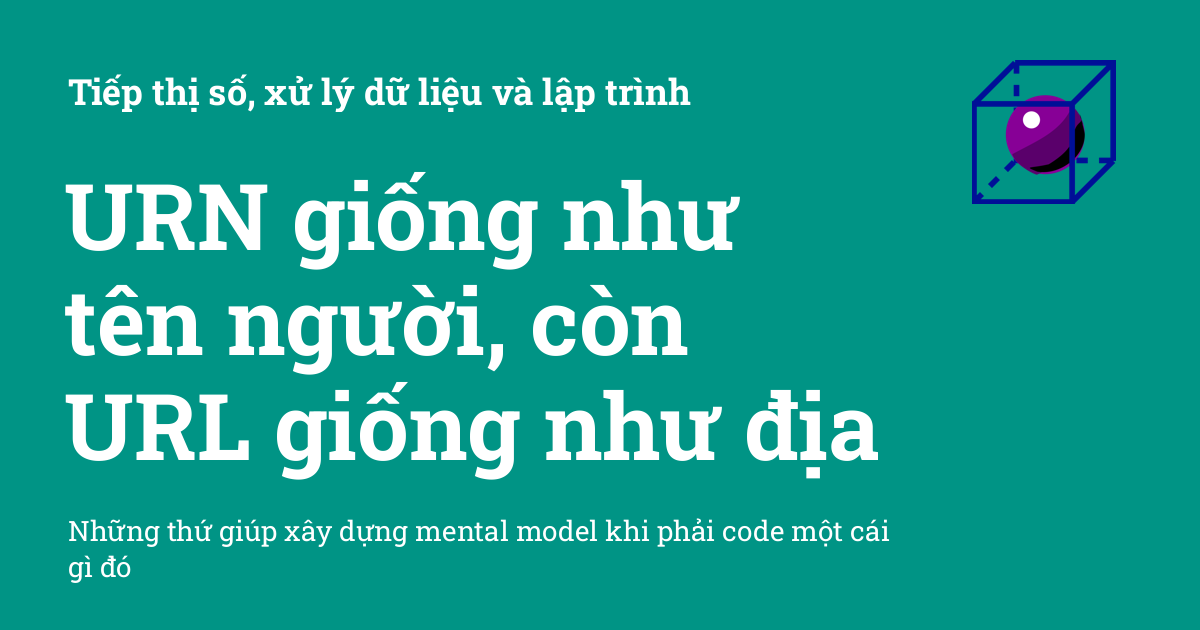 Tiếp thị số, xử lý dữ liệu và lập trình
URN giống như
tên người, còn
URL giống như địa
Những thứ giúp xây dựng mental model khi phải code một cái
gì đó